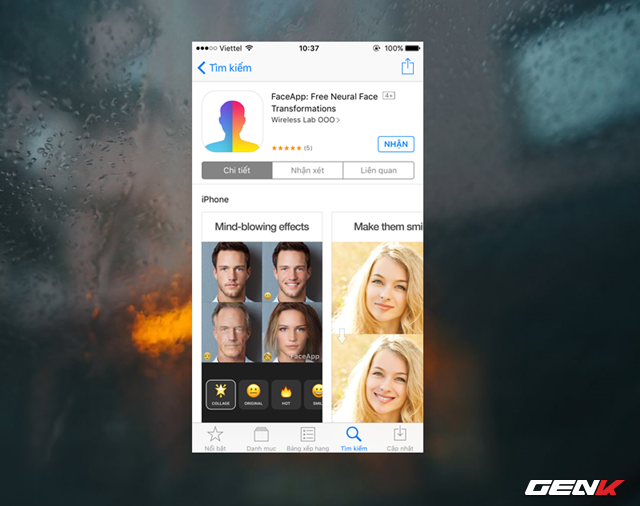 ●●●○○ Viettel 10:37 100%
Tìm kiếm
FaceApp: Free Neural Face 4+
Transformations
Wireless Lab OOO >
★★★★★ (5)
NHẬN
Chi tiết Nhận xét Liên quan
iPhone
Mind-blowing effects Make them smi
FaceApp
COLLAGE ORIGINAL HOT SMIL
Nổi bật Danh mục Bảng xếp hạng Tìm kiếm Cập nhật
GENK